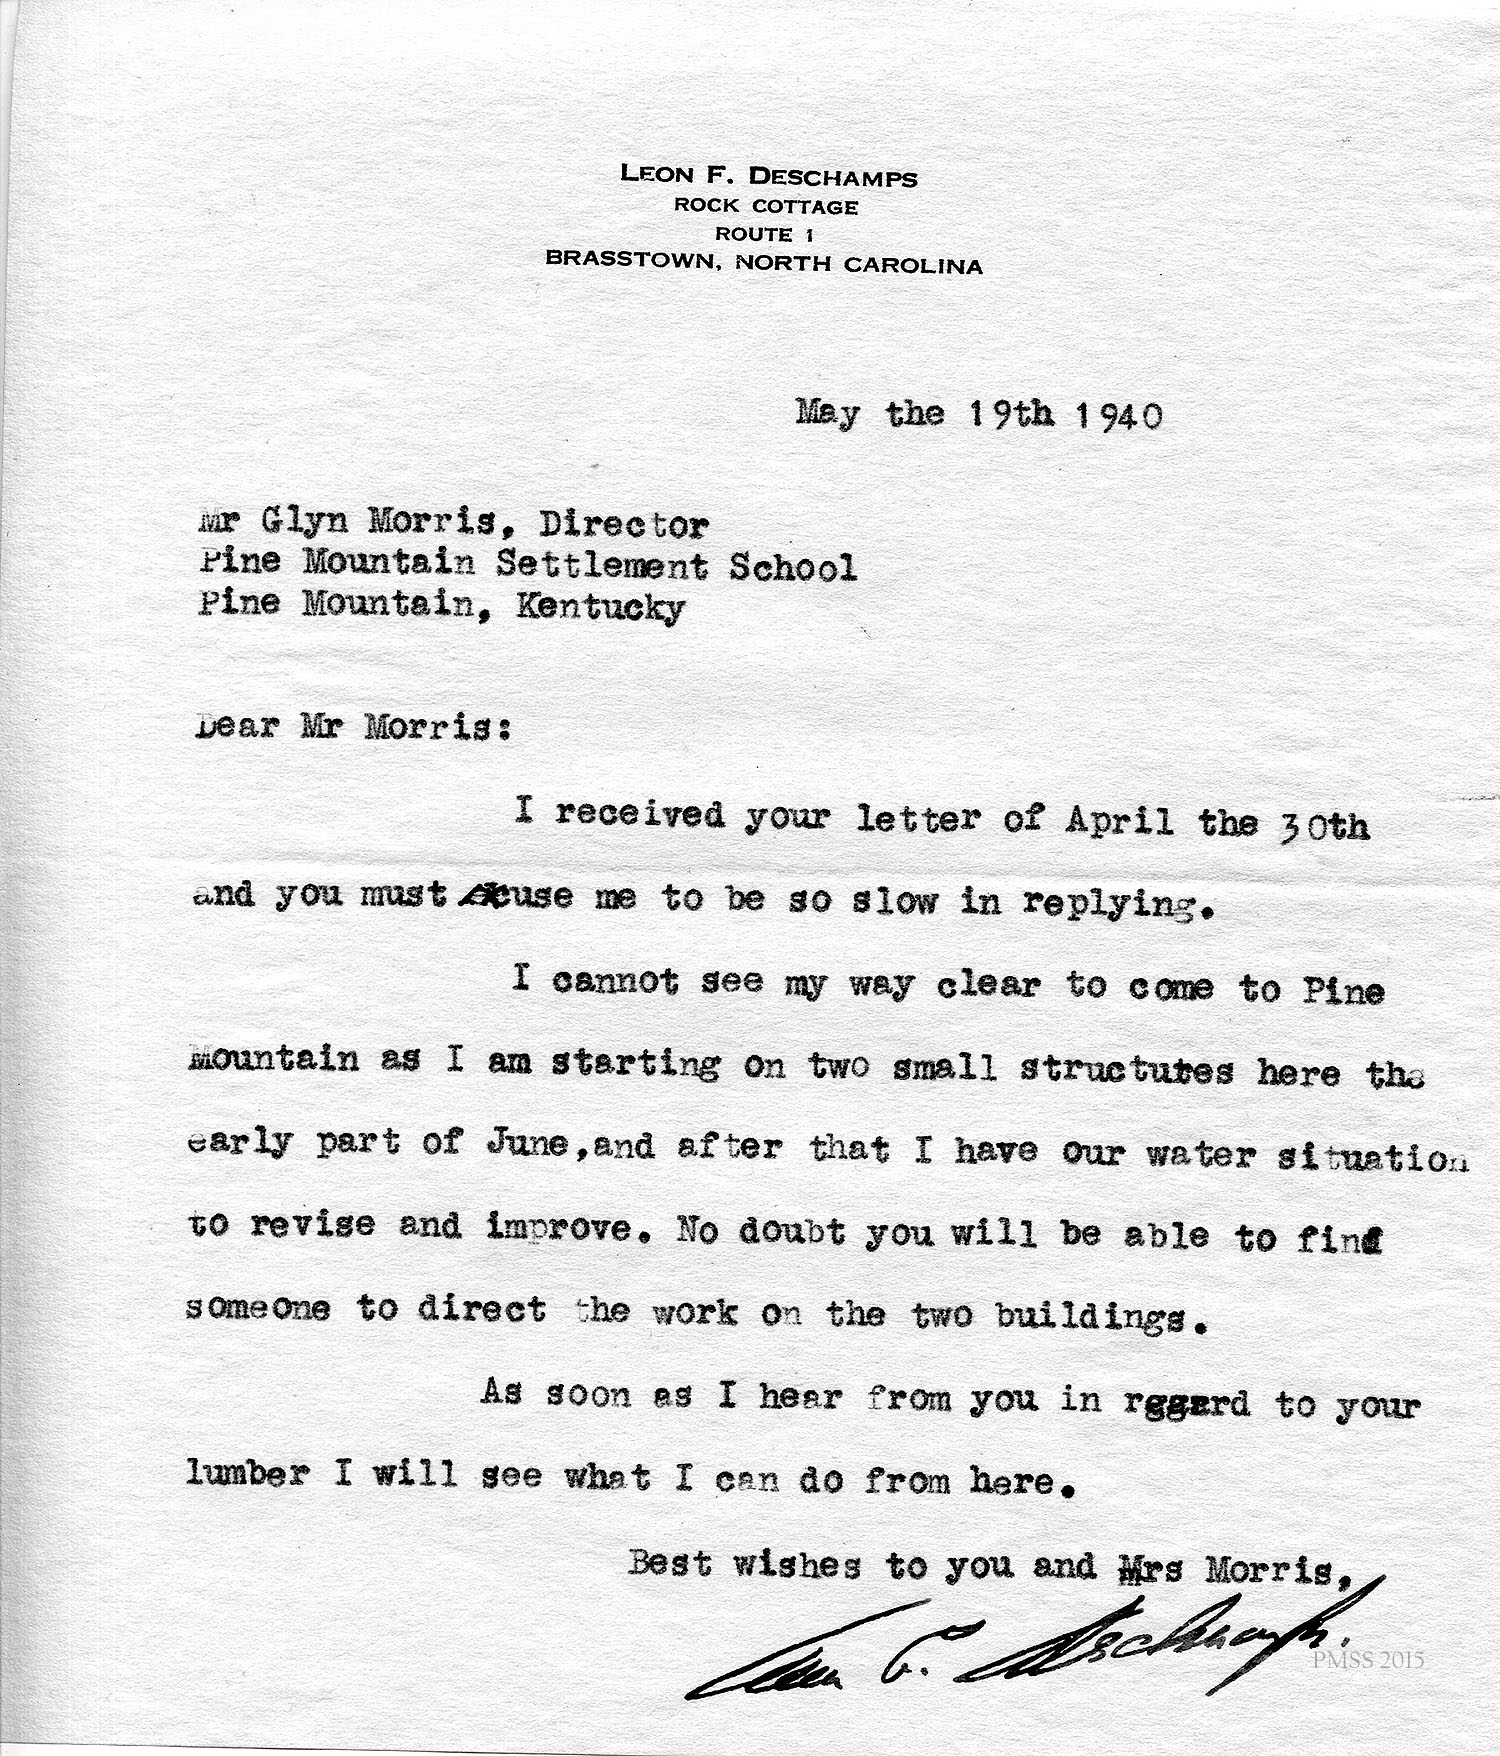 LEON F. DESCHAMPS
ROCK COTTAGE
ROUTE 1
BRASSTOWN, NORTH CAROLINA
May the 19th 1940
Mr Glyn Morris, Director
Pine Mountain Settlement School
Pine Mountain, Kentucky
Dear Mr Morris:
I received your letter of April the 30th
and you must excuse me to be so slow in replying.
I cannot see my way clear to come to Pine
Mountain as I am starting on two small structures here the
early part of June,and after that I have our water situation
to revise and improve. No doubt you will be able to find
someone to direct the work on the two buildings.
As soon as I hear from you in rggard to your
lumber I will see what I can do from here.
Best wishes to you and Mrs Morris,
Leon F. Deschamps.
PMSS 2015